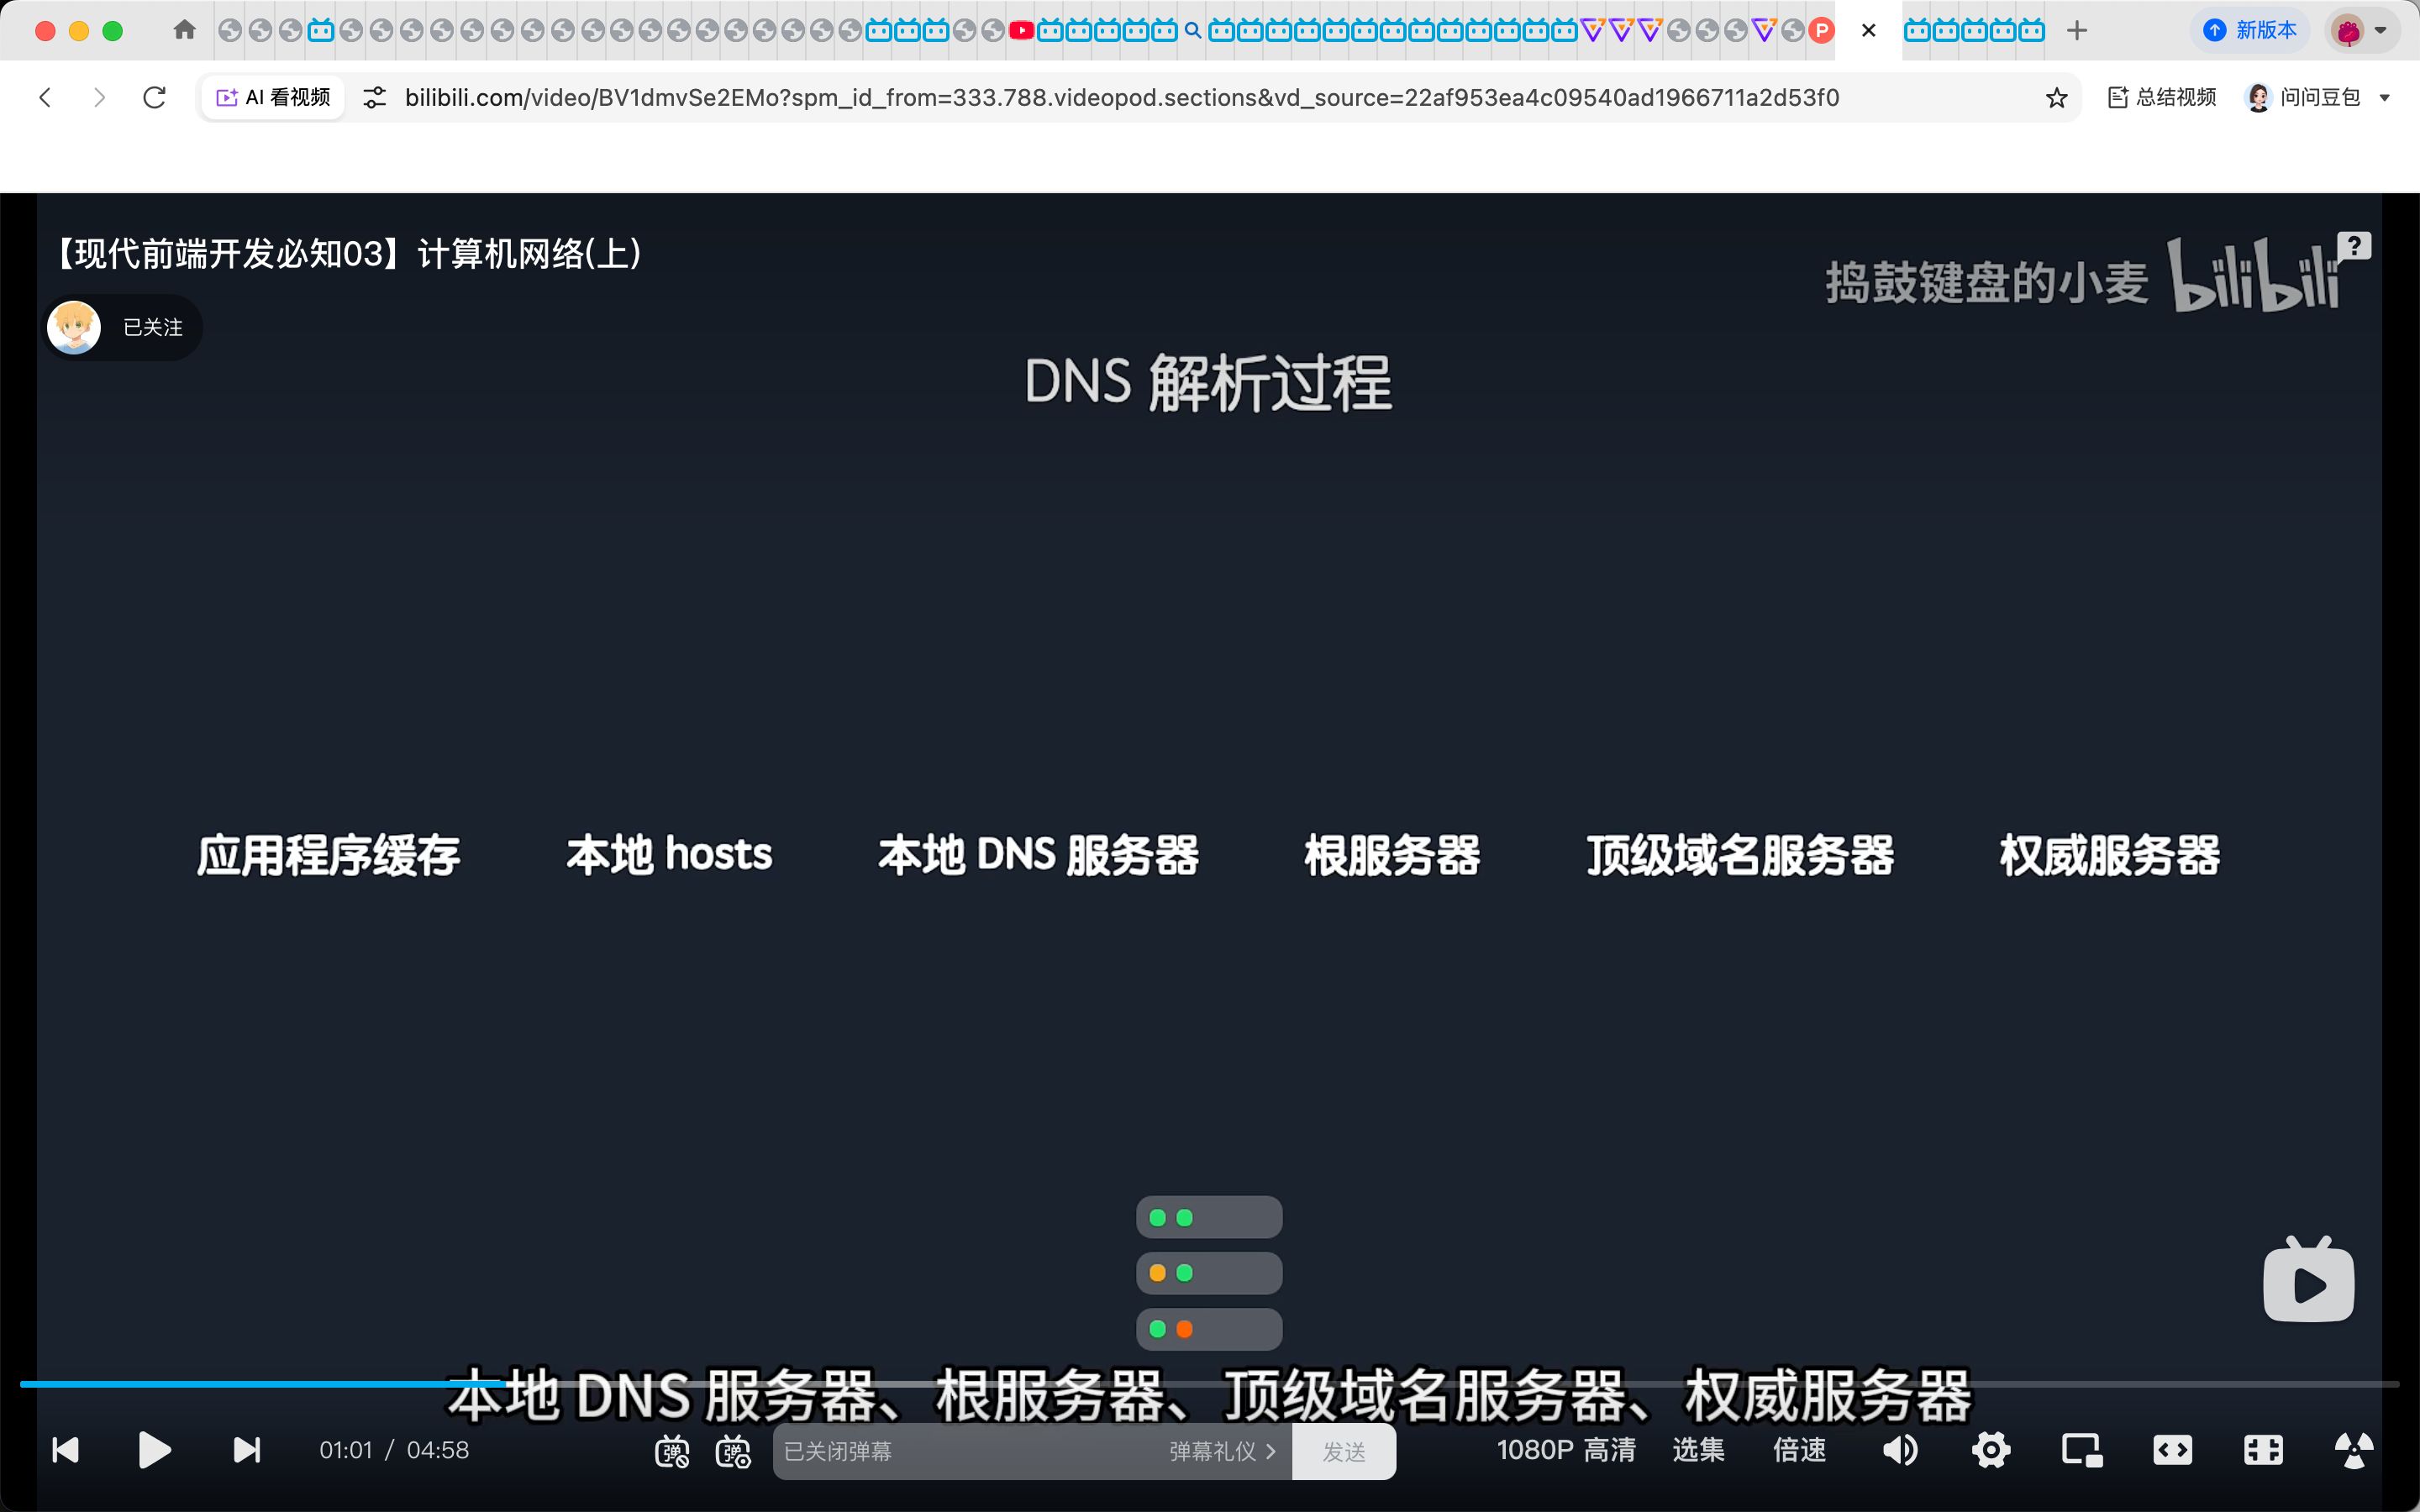 P
新版本
AI 看视频
bilibili.com/video/BV1dmvSe2EMo?spm_id_from=333.788.videopod.sections&vd_source=22af953ea4c09540ad1966711a2d53f0
总结视频
问问豆包
【现代前端开发必知03】计算机网络(上)
捣鼓键盘的小麦 bilibili
?
已关注
DNS 解析过程
应用程序缓存 本地 hosts 本地 DNS 服务器 根服务器 顶级域名服务器 权威服务器
本地 DNS 服务器、根服务器、顶级域名服务器、权威服务器
01:01 / 04:58
弹 弹
已关闭弹幕
弹幕礼仪 >
发送
1080P 高清
选集
倍速